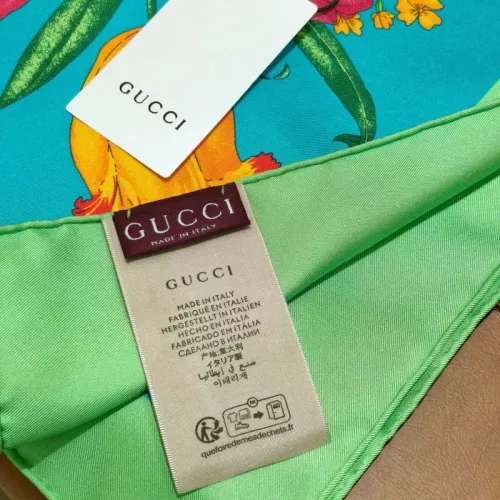 GUCCI
GUCCI
MADE IN ITALY
GUCCI
MADE IN ITALY
FABRIQUÉ EN ITALIE
HERGESTELLT IN ITALIEN
HECHO EN ITALIA
FABRICADO EM ITÁLIA
СДЕЛАНО В ИТАЛИИ
产地:意大利
イタリア製
صنع في إيطاليا
이태리제
FR
quefairedemesdechets.fr